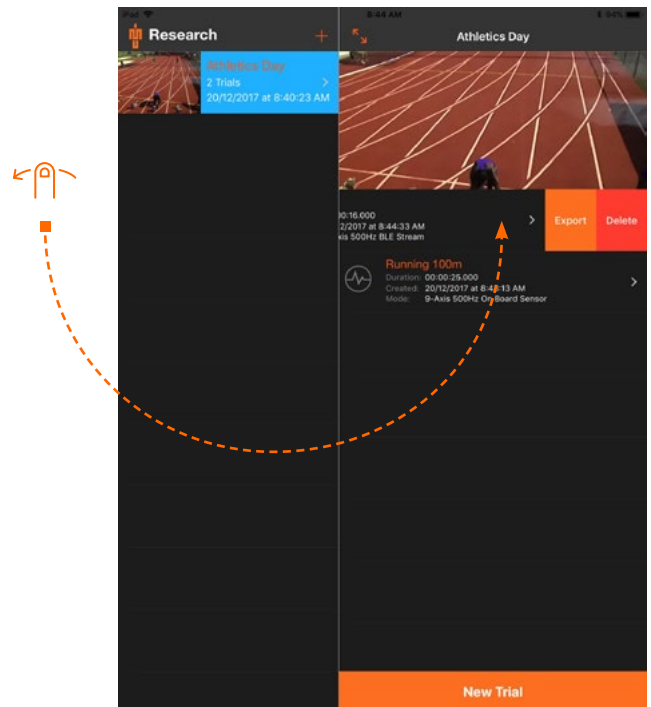 iPad
8:44 AM
94%
Research
+
Athletics Day
Athletics Day
2 Trials
20/12/2017 at 8:40:23 AM
0:16.000
2/2017 at 8:44:33 AM
xis 500Hz BLE Stream
Export
Delete
Running 100m
Duration: 00:00:25.000
Created: 20/12/2017 at 8:43:13 AM
Mode: 9-Axis 500Hz On-Board Sensor
New Trial